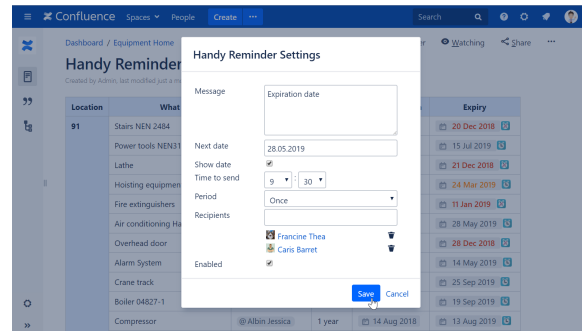 Confluence Spaces People Create ··· Search
Dashboard / Equipment Home Watching Share ···
Handy Reminder
Created by Admin, last modified just a
Location What Expiry
91 Stairs NEN 2484 20 Dec 2018
Power tools NEN31 15 Jul 2019
Lathe 21 Dec 2018
Hoisting equipmen 24 Mar 2019
Fire extinguishers 11 Jan 2019
Air conditioning Ha 28 May 2019
Overhead door 28 Dec 2018
Alarm System 14 May 2019
Crane track 25 Sep 2019
Boiler 04827-1 19 Sep 2019
Compressor @ Albin Jessica 1 year 14 Aug 2018 13 Aug 2019
Handy Reminder Settings
Message Expiration date
Next date 28.05.2019
Show date
Time to send 9 : 30
Period Once
Recipients
Francine Thea
Caris Barret
Enabled
Save Cancel